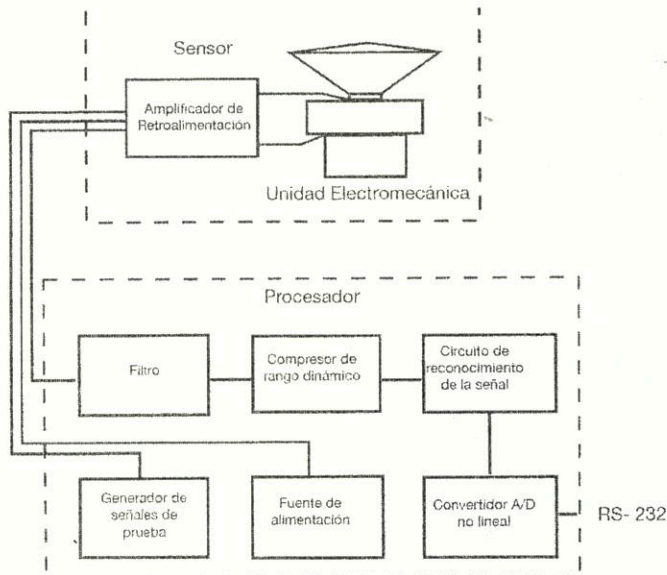 Sensor
Amplificador de
Retroalimentación
Unidad Electromecánica
Procesador
Filtro
Compresor de
rango dinámico
Circuito de
reconocimiento
de la señal
Generador de
señales de
prueba
Fuente de
alimentación
Convertidor A/D
no lineal
RS- 232